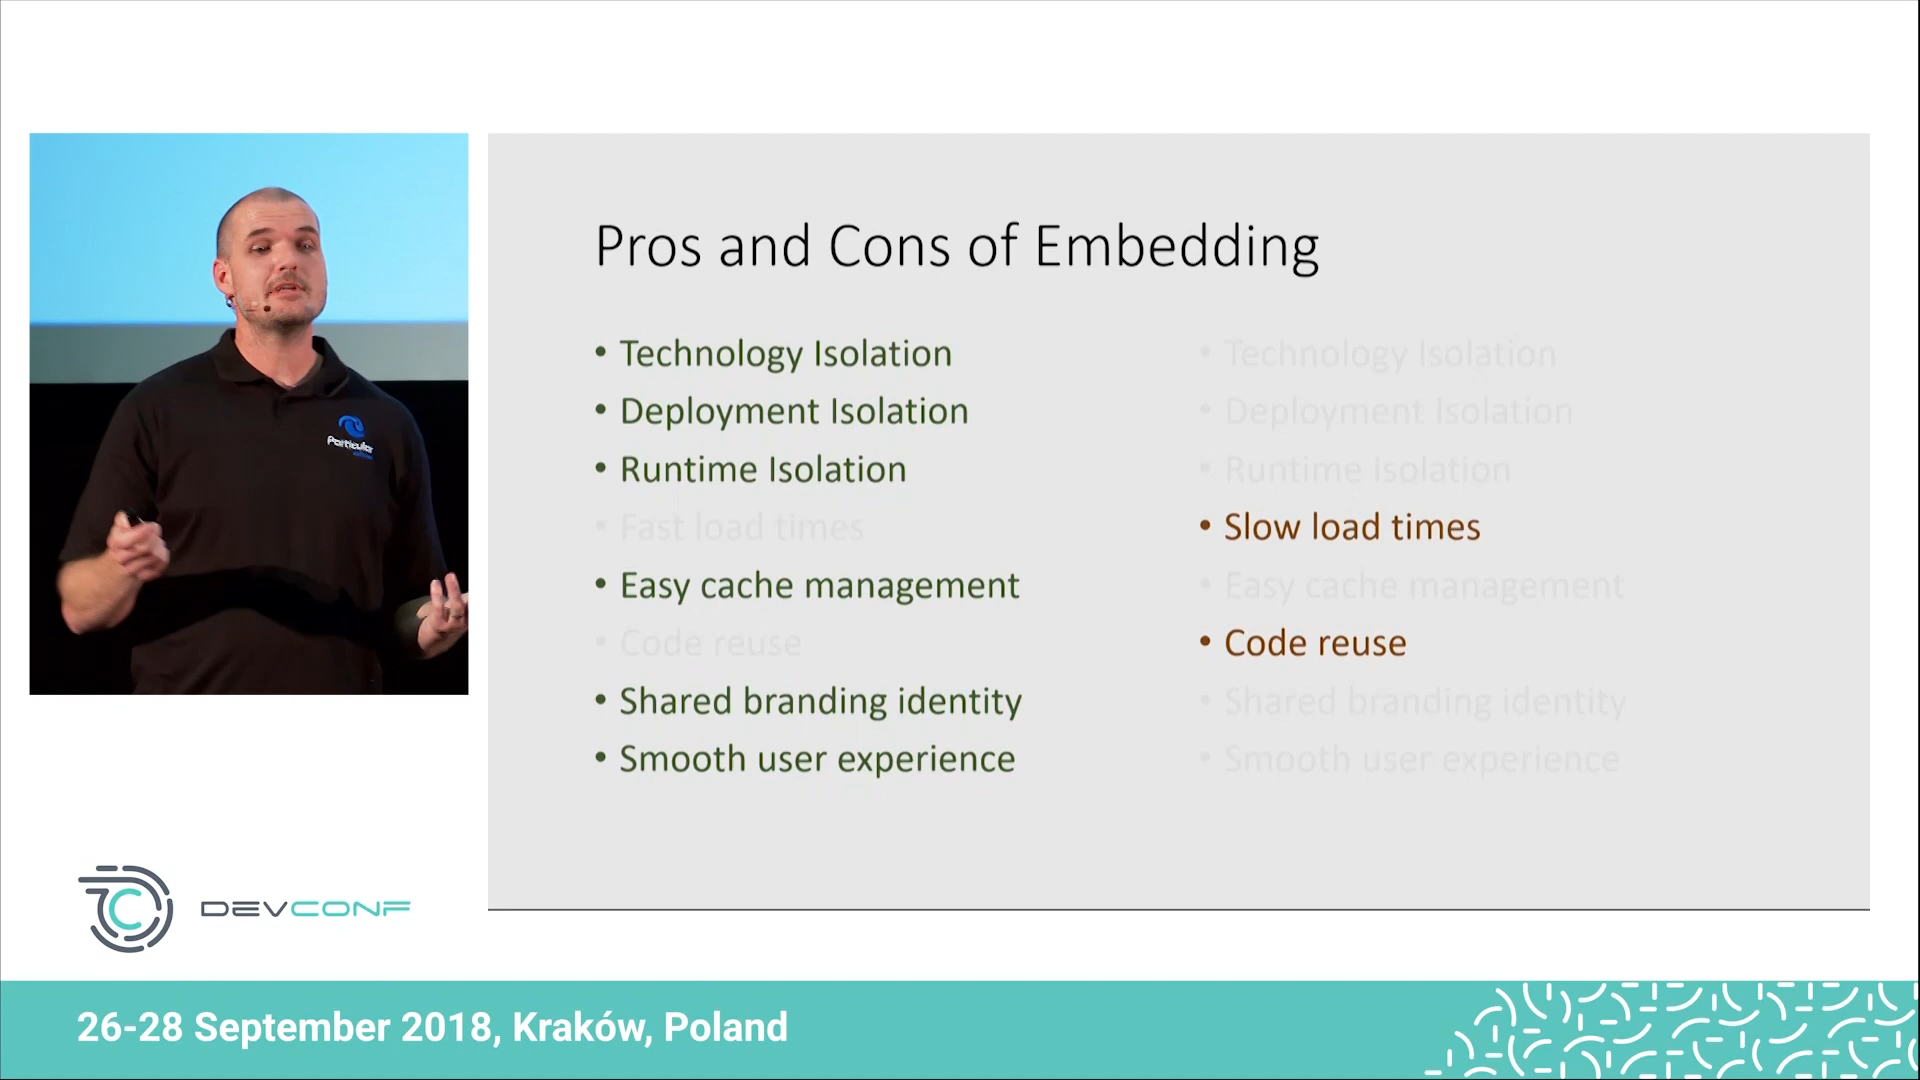 Pros and Cons of Embedding
• Technology Isolation
• Deployment Isolation
• Runtime Isolation
• Fast load times
• Easy cache management
• Code reuse
• Shared branding identity
• Smooth user experience
• Technology Isolation
• Deployment Isolation
• Runtime Isolation
• Slow load times
• Easy cache management
• Code reuse
• Shared branding identity
• Smooth user experience
Particular
DEVCONF
26-28 September 2018, Kraków, Poland